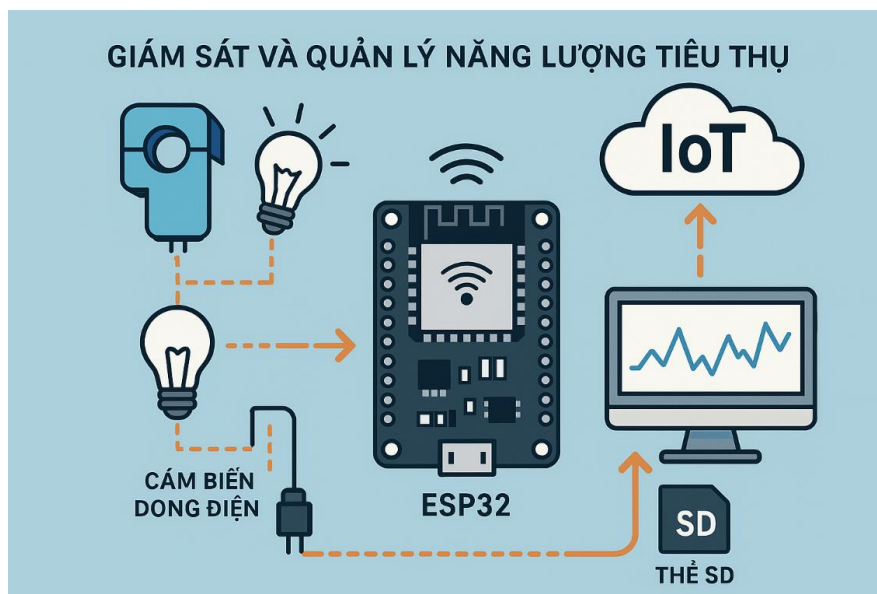 GIÁM SÁT VÀ QUẢN LÝ NĂNG LƯỢNG TIÊU THỤ
IoT
CÁM BIẾN
DONG ĐIỆN
ESP32
SD
THẺ SD